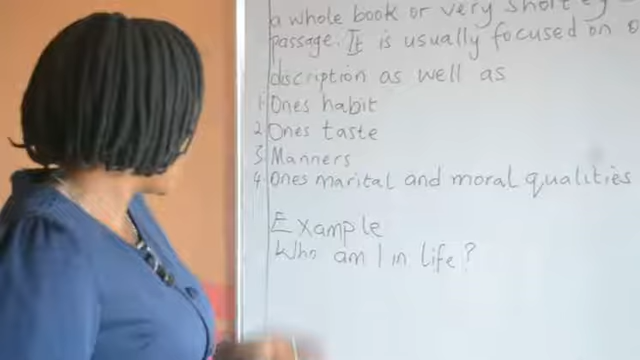 a whole book or very short
passage. It is usually focused on
discription as well as
1 Ones habit
2 Ones taste
3 Manners
4 Ones marital and moral qualities
Example
Who am I in life?